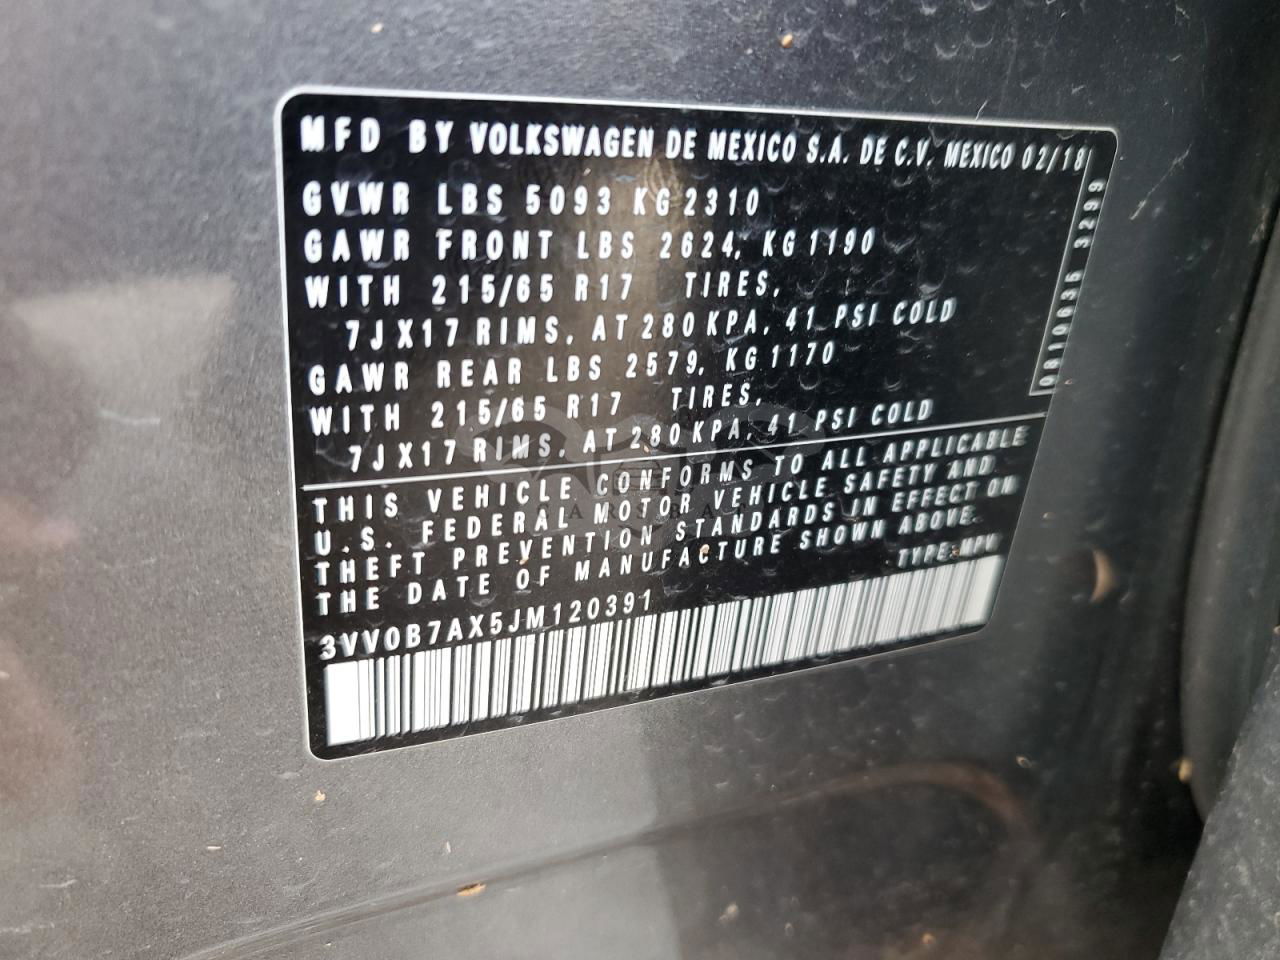 MFD BY VOLKSWAGEN DE MEXICO S.A. DE C.V. MEXICO 02/18
GVWR LBS 5093 KG 2310
GAWR FRONT LBS 2624, KG 1190
WITH 215/65 R17 TIRES,
7JX17 RIMS, AT 280 KPA, 41 PSI COLD
GAWR REAR LBS 2579, KG 1170
WITH 215/65 R17 TIRES,
7JX17 RIMS, AT 280 KPA, 41 PSI COLD
THIS VEHICLE CONFORMS TO ALL APPLICABLE
U.S. FEDERAL MOTOR VEHICLE SAFETY AND
THEFT PREVENTION STANDARDS IN EFFECT ON
THE DATE OF MANUFACTURE SHOWN ABOVE.
3VV0B7AX5JM120391 TYPE: MPV